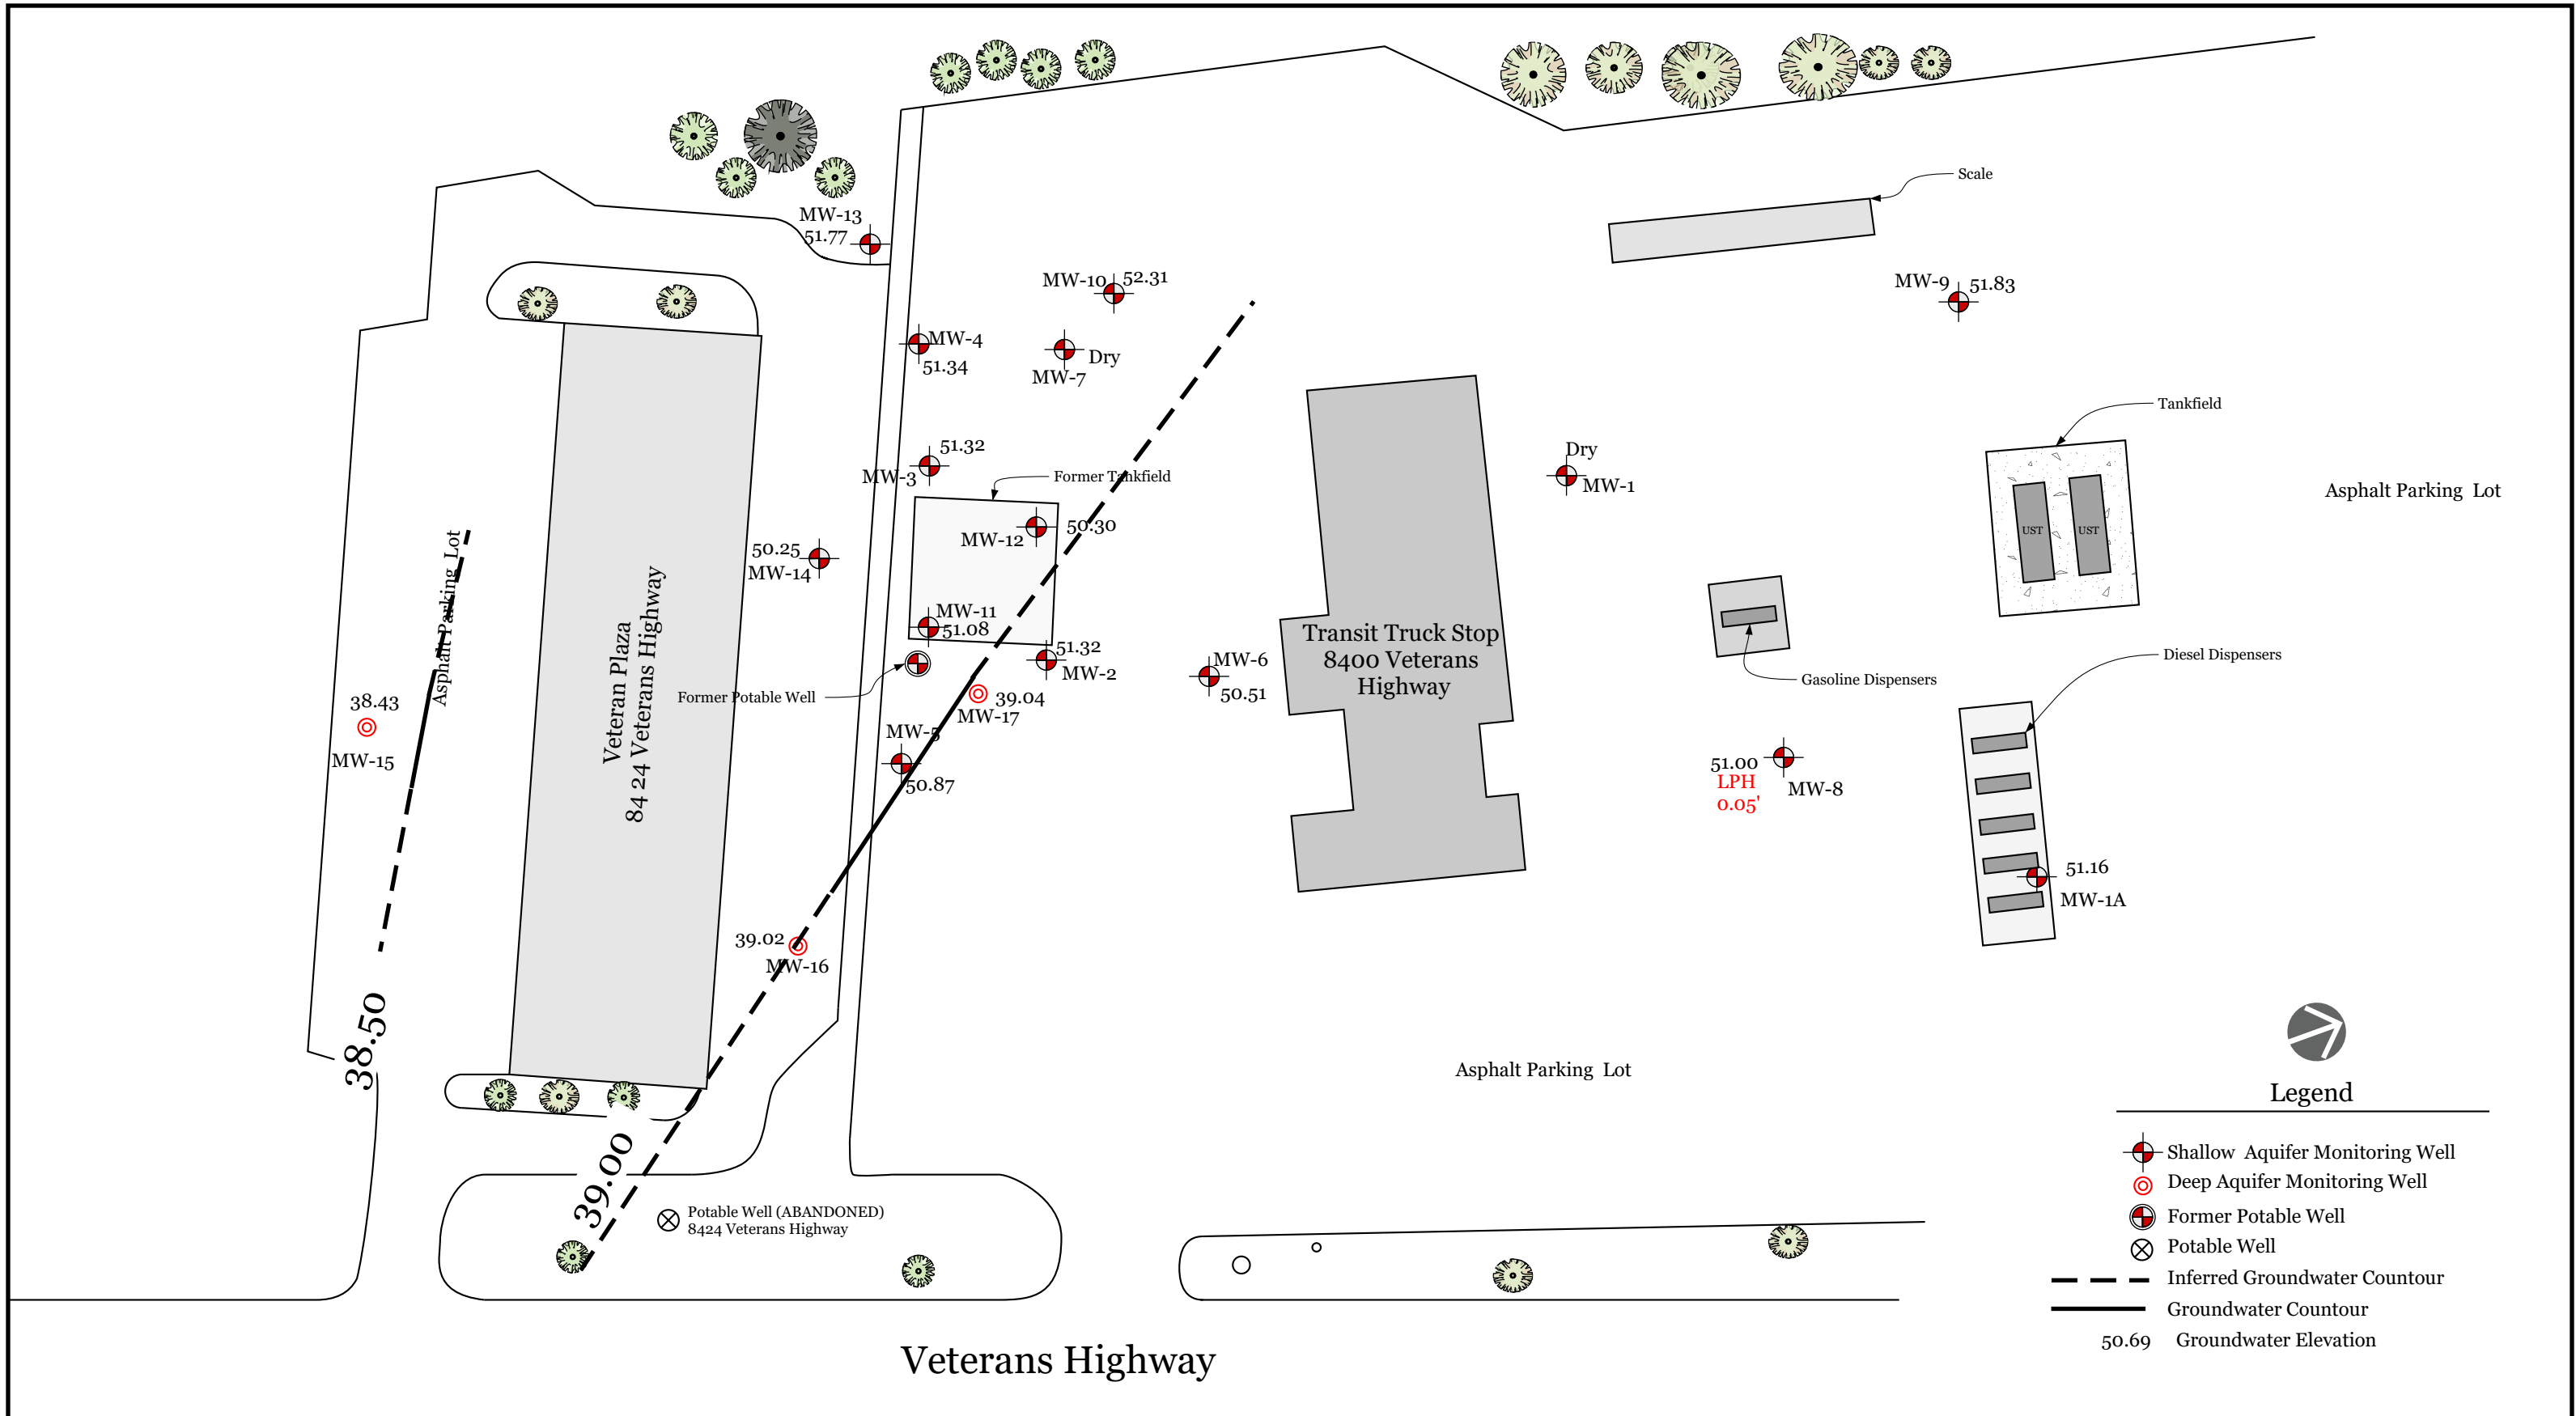 Scale
MW-13
51.77
MW-10
52.31
MW-9
51.83
MW-4
51.34
Dry
MW-7
Tankfield
51.32
MW-3
Former Tankfield
Dry
MW-1
Asphalt Parking Lot
UST
UST
50.30
MW-12
50.25
MW-14
Asphalt Parking Lot
MW-11
51.08
51.32
MW-2
MW-6
50.51
Transit Truck Stop
8400 Veterans
Highway
Diesel Dispensers
Gasoline Dispensers
Veteran Plaza
84 24 Veterans Highway
Former Potable Well
38.43
MW-15
39.04
MW-17
MW-5
50.87
51.00
LPH
0.05'
MW-8
51.16
MW-1A
39.02
MW-16
38.50
39.00
Asphalt Parking Lot
Potable Well (ABANDONED)
8424 Veterans Highway
Legend
Shallow Aquifer Monitoring Well
Deep Aquifer Monitoring Well
Former Potable Well
Potable Well
Inferred Groundwater Countour
Groundwater Countour
50.69 Groundwater Elevation
Veterans Highway